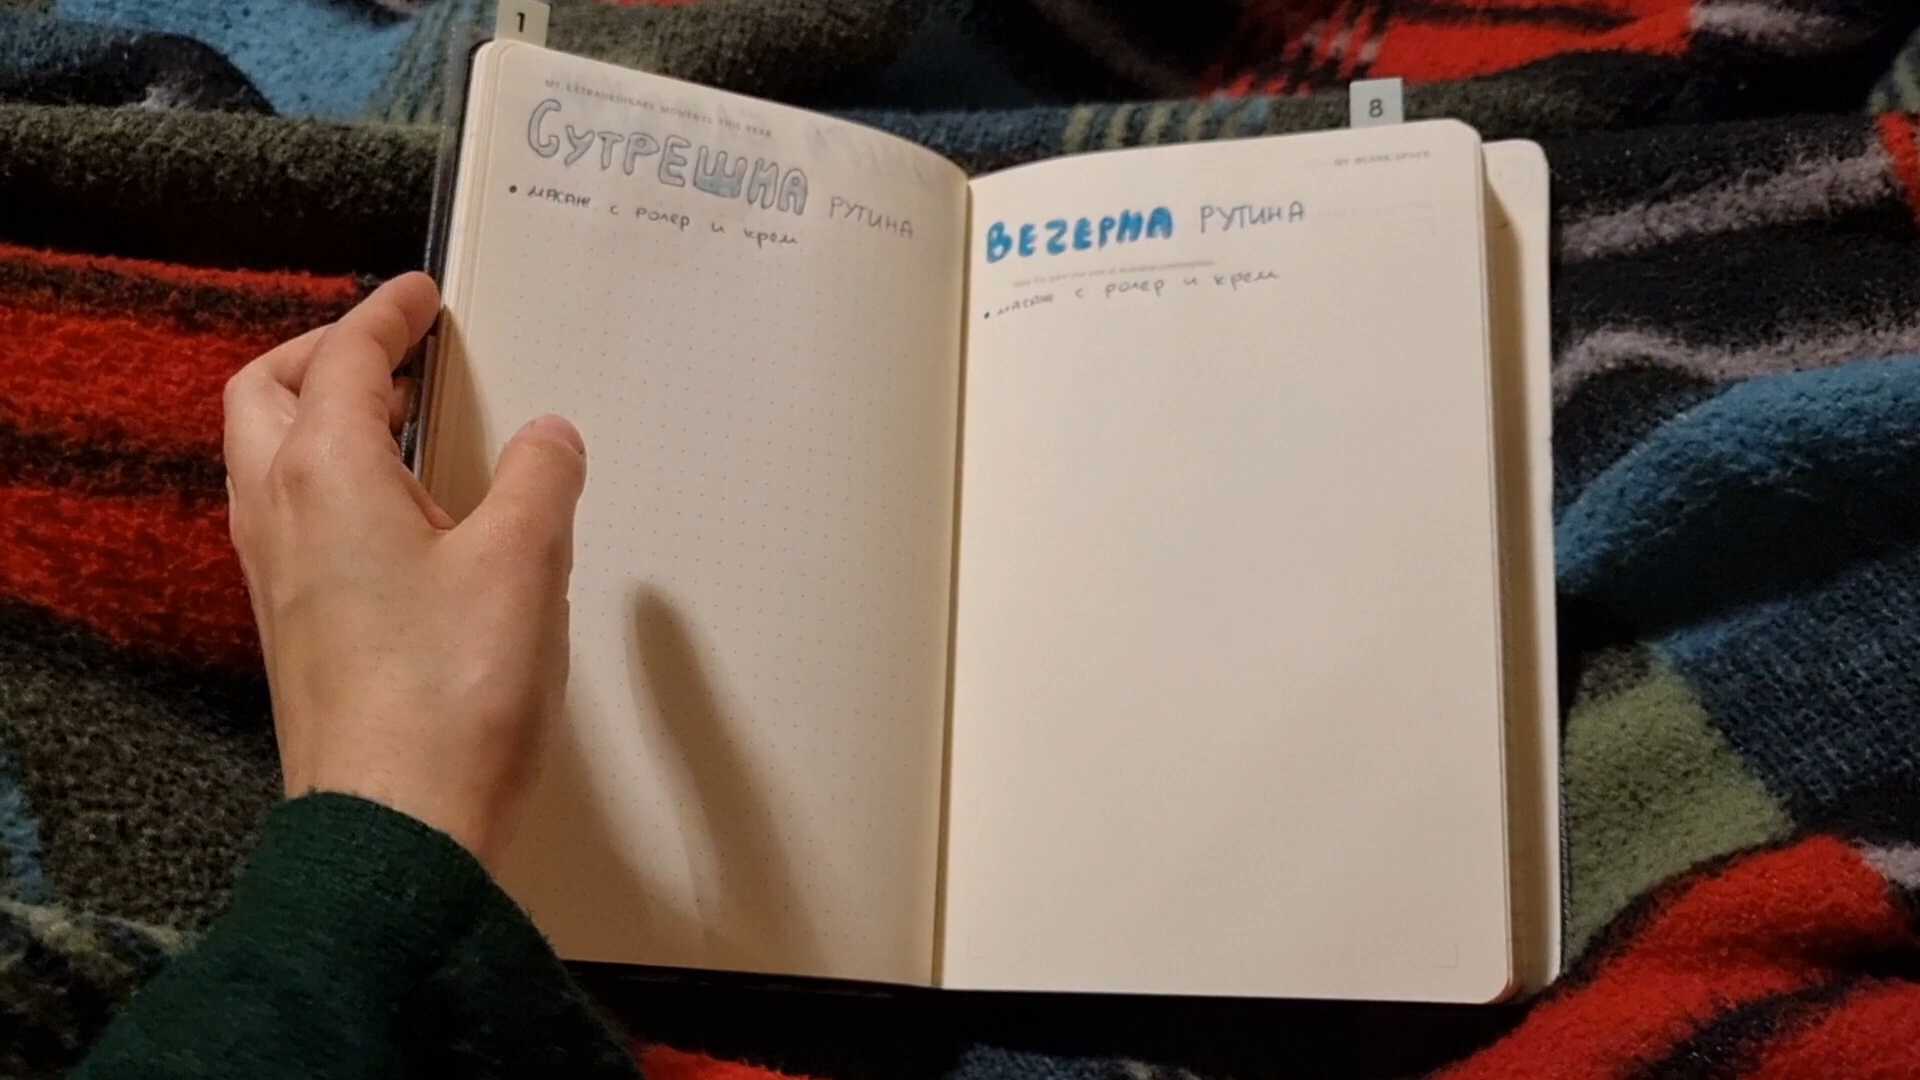 1
MY EXTRAORDINARY MOMENTS THIS YEAR
СУТРЕШНА РУТИНА
• масаж с ролер и крем
8
MY BLANK SPACE
ВЕЧЕРНА РУТИНА
• масаж с ролер и крем